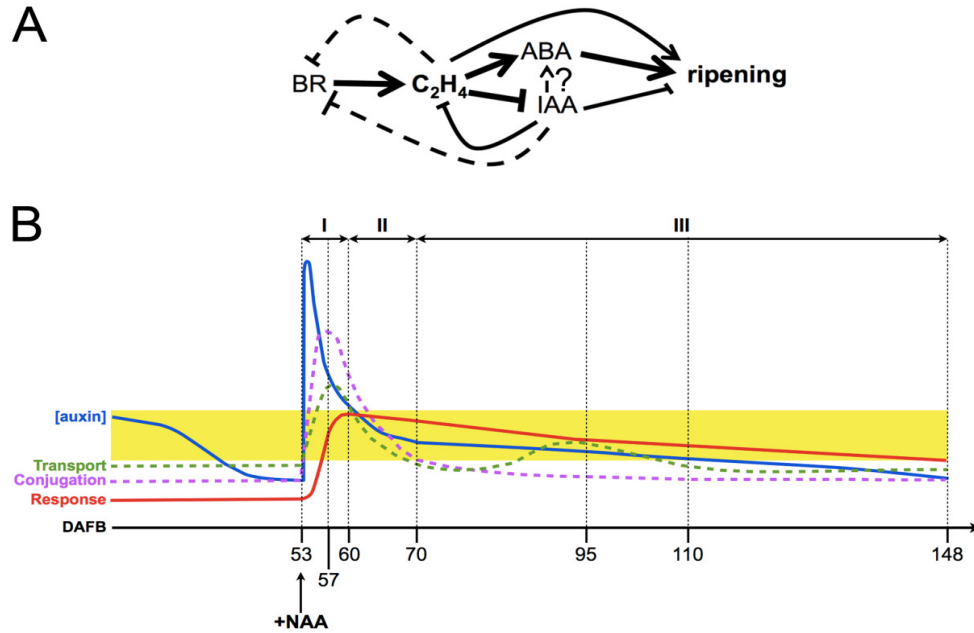 A
BR
C₂H₄
ABA
?
IAA
ripening
B
I II III
[auxin]
Transport
Conjugation
Response
DAFB
53 57 60 70 95 110 148
+NAA